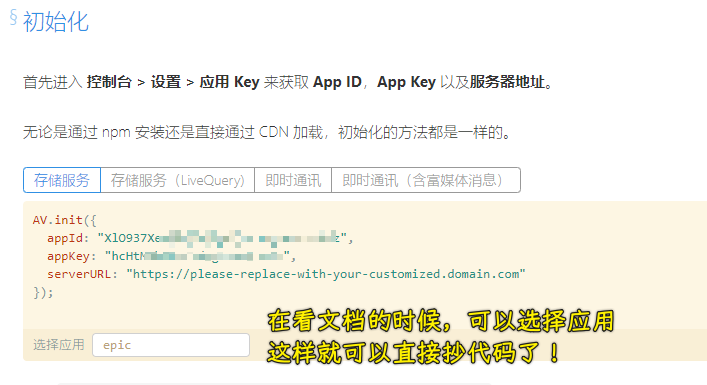 § 初始化
首先进入 控制台 > 设置 > 应用 Key 来获取 App ID，App Key 以及服务器地址。
无论是通过 npm 安装还是直接通过 CDN 加载，初始化的方法都是一样的。
存储服务 存储服务（LiveQuery) 即时通讯 即时通讯（含富媒体消息）
AV.init({
appId: "XlO937Xe z",
appKey: "hcHtM ",
serverURL: "https://please-replace-with-your-customized.domain.com"
});
在看文档的时候，可以选择应用
这样就可以直接抄代码了！
选择应用 epic